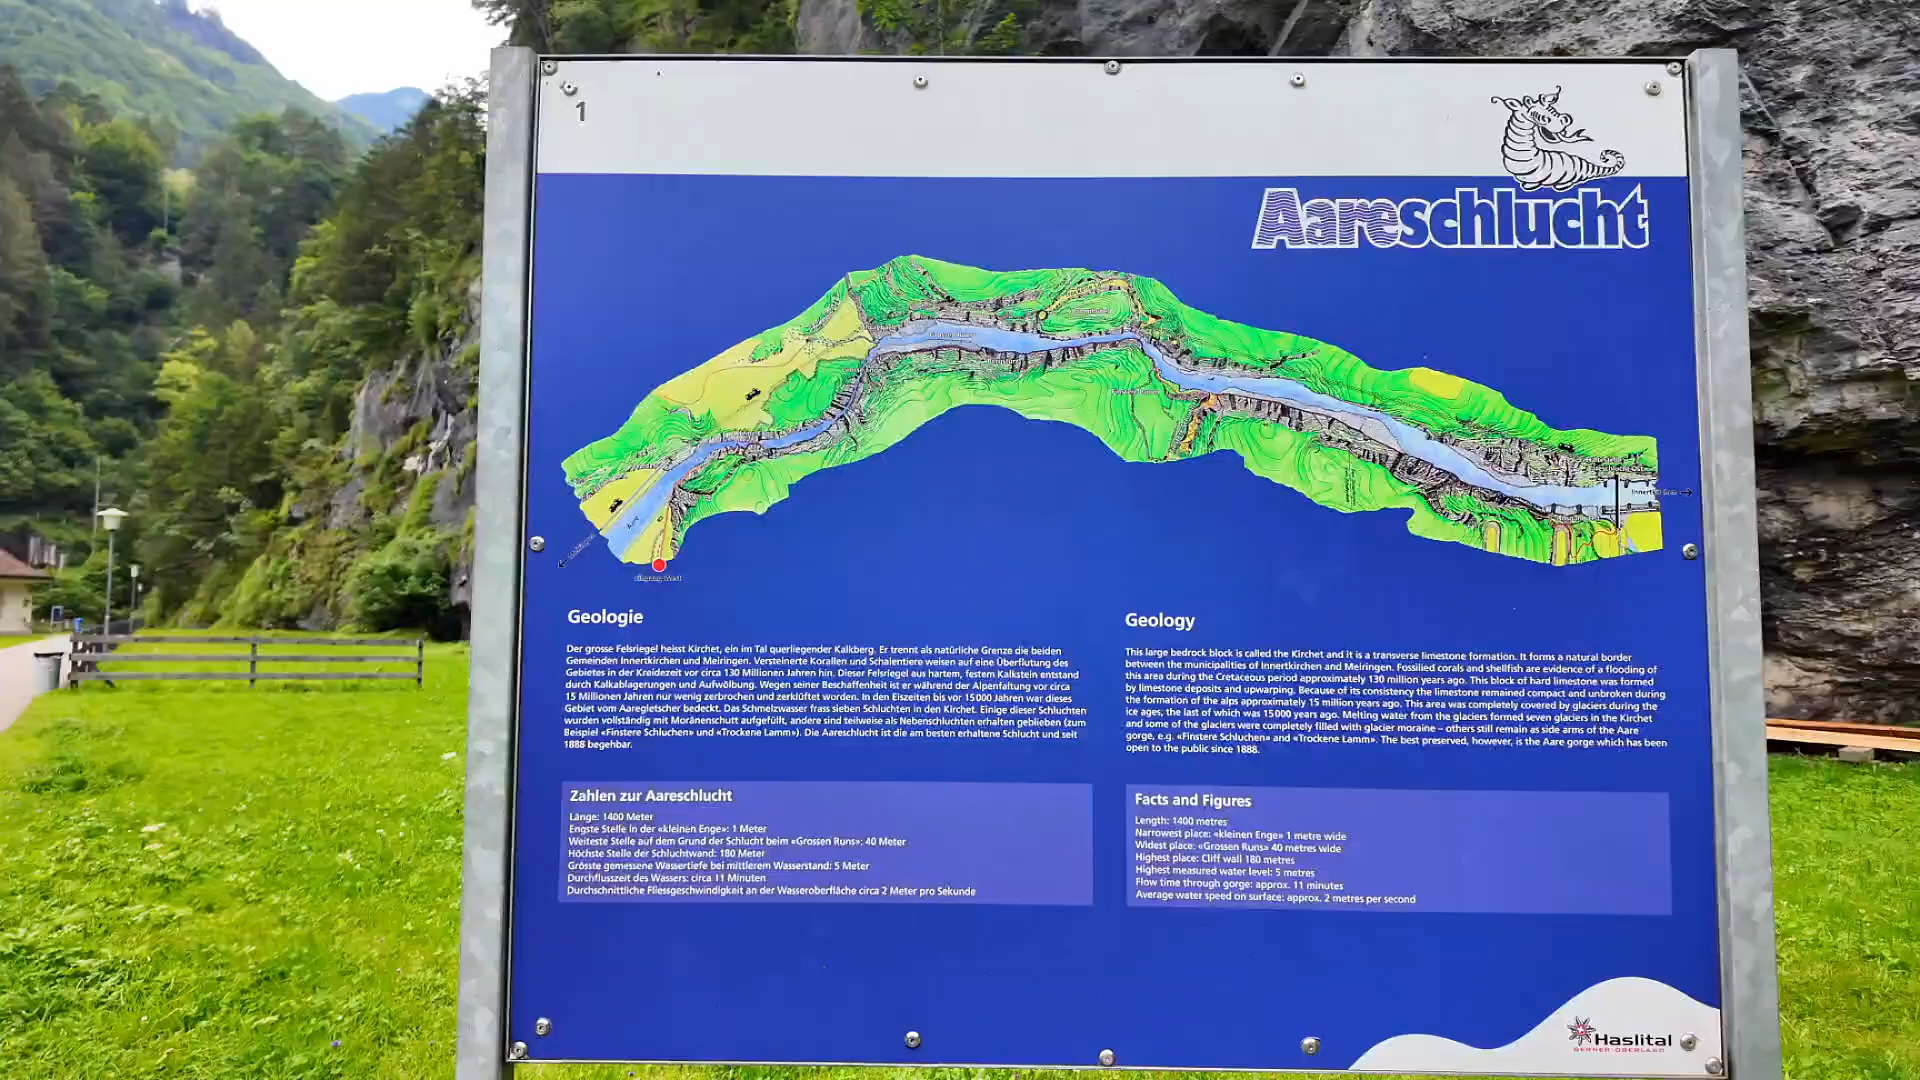 1
Aareschlucht
Aare
Eingang West
Geologie
Der grosse Felsriegel heisst Kirchet, ein im Tal querliegender Kalkberg. Er trennt als natürliche Grenze die beiden
Gemeinden Innertkirchen und Meiringen. Versteinerte Korallen und Schalentiere weisen auf eine Überflutung des
Gebietes in der Kreidezeit vor circa 130 Millionen Jahren hin. Dieser Felsriegel aus hartem, festem Kalkstein entstand
durch Kalkablagerungen und Aufwölbung. Wegen seiner Beschaffenheit ist er während der Alpenfaltung vor circa
15 Millionen Jahren nur wenig zerbrochen und zerklüftet worden. In den Eiszeiten bis vor 15000 Jahren war dieses
Gebiet vom Aaregletscher bedeckt. Das Schmelzwasser frass sieben Schluchten in den Kirchet. Einige dieser Schluchten
wurden vollständig mit Moränenschutt aufgefüllt, andere sind teilweise als Nebenschluchten erhalten geblieben (zum
Beispiel «Finstere Schluchen» und «Trockene Lamm»). Die Aareschlucht ist die am besten erhaltene Schlucht und seit
1888 begehbar.
Geology
This large bedrock block is called the Kirchet and it is a transverse limestone formation. It forms a natural border
between the municipalities of Innertkirchen and Meiringen. Fossilied corals and shellfish are evidence of a flooding of
this area during the Cretaceous period approximately 130 million years ago. This block of hard limestone was formed
by limestone deposits and upwarping. Because of its consistency the limestone remained compact and unbroken during
the formation of the alps approximately 15 million years ago. This area was completely covered by glaciers during the
ice ages, the last of which was 15000 years ago. Melting water from the glaciers formed seven glaciers in the Kirchet
and some of the glaciers were completely filled with glacier moraine – others still remain as side arms of the Aare
gorge, e.g. «Finstere Schluchen» and «Trockene Lamm». The best preserved, however, is the Aare gorge which has been
open to the public since 1888.
Zahlen zur Aareschlucht
Länge: 1400 Meter
Engste Stelle in der «kleinen Enge»: 1 Meter
Weiteste Stelle auf dem Grund der Schlucht beim «Grossen Runs»: 40 Meter
Höchste Stelle der Schluchtwand: 180 Meter
Grösste gemessene Wassertiefe bei mittlerem Wasserstand: 5 Meter
Durchflusszeit des Wassers: circa 11 Minuten
Durchschnittliche Fliessgeschwindigkeit an der Wasseroberfläche circa 2 Meter pro Sekunde
Facts and Figures
Length: 1400 metres
Narrowest place: «kleinen Enge» 1 metre wide
Widest place: «Grossen Runs» 40 metres wide
Highest place: Cliff wall 180 metres
Highest measured water level: 5 metres
Flow time through gorge: approx. 11 minutes
Average water speed on surface: approx. 2 metres per second
Haslital
BERNER OBERLAND